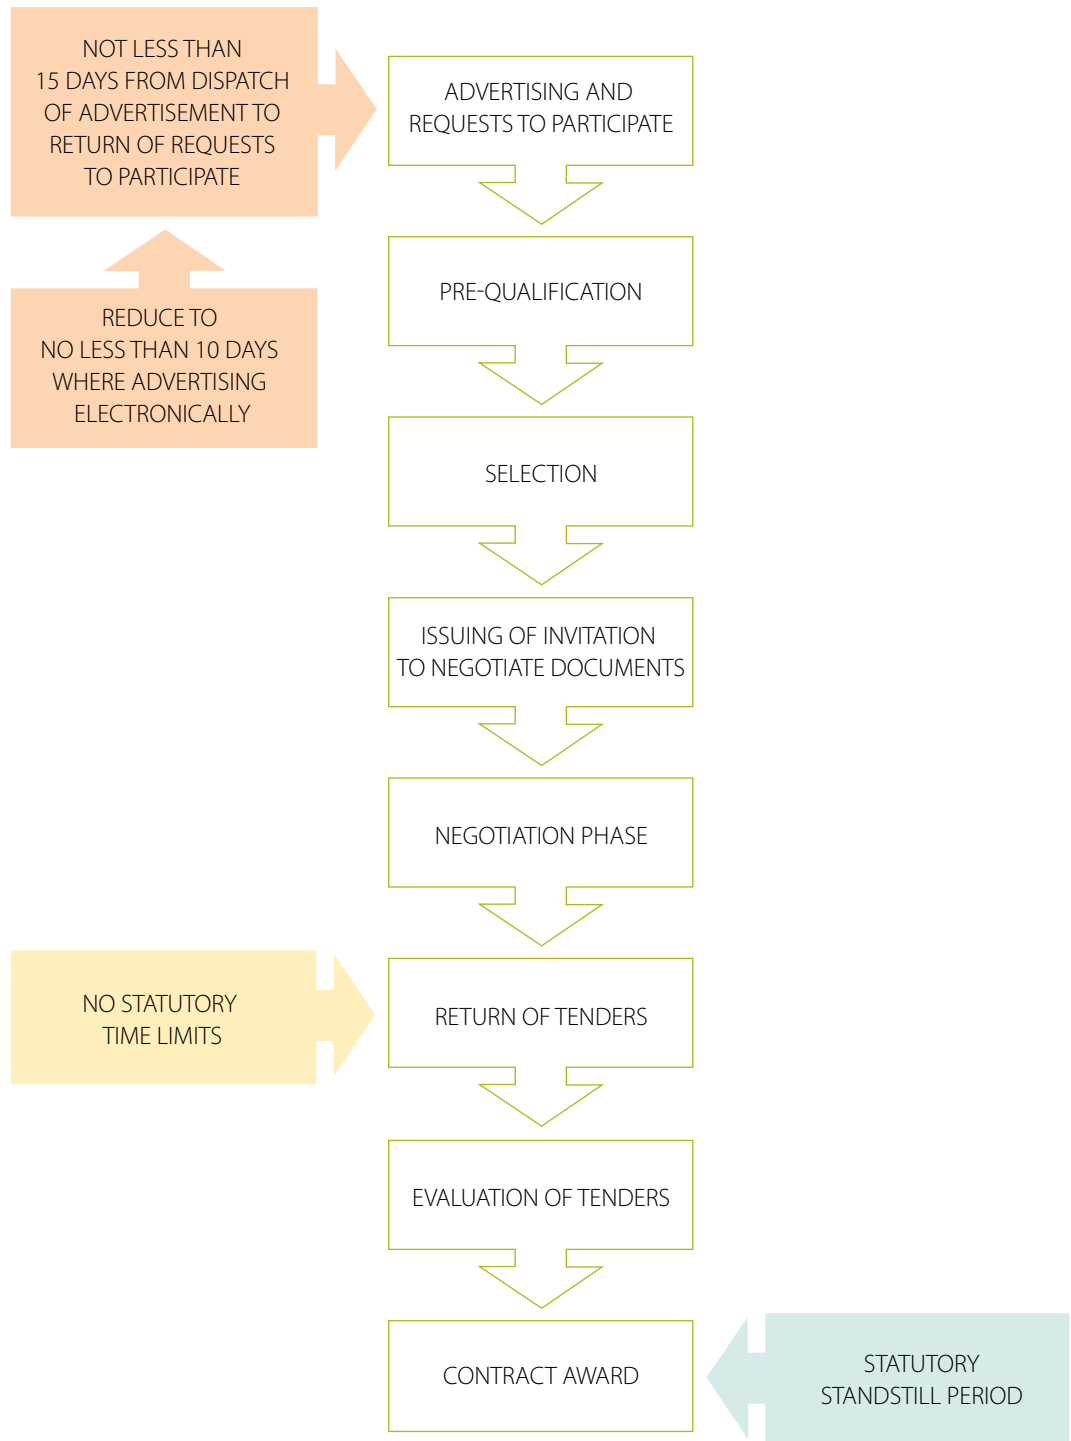 NOT LESS THAN
15 DAYS FROM DISPATCH
OF ADVERTISEMENT TO
RETURN OF REQUESTS
TO PARTICIPATE
ADVERTISING AND
REQUESTS TO PARTICIPATE
REDUCE TO
NO LESS THAN 10 DAYS
WHERE ADVERTISING
ELECTRONICALLY
PRE-QUALIFICATION
SELECTION
ISSUING OF INVITATION
TO NEGOTIATE DOCUMENTS
NEGOTIATION PHASE
NO STATUTORY
TIME LIMITS
RETURN OF TENDERS
EVALUATION OF TENDERS
CONTRACT AWARD
STATUTORY
STANDSTILL PERIOD